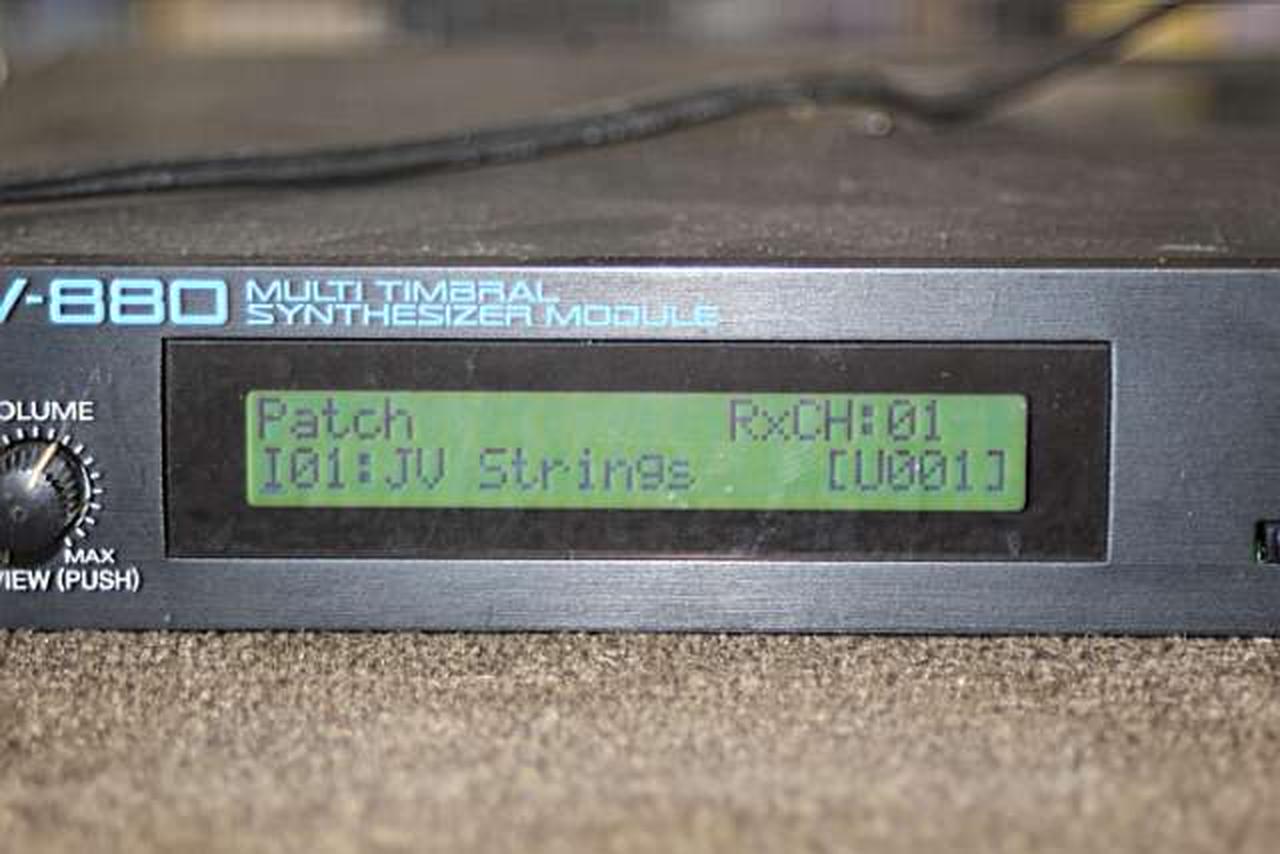 V-880 MULTI TIMBRAL
SYNTHESIZER MODULE
OLUME
MAX
VIEW (PUSH)
Patch RxCH:01
I01:JV Strings [U001]